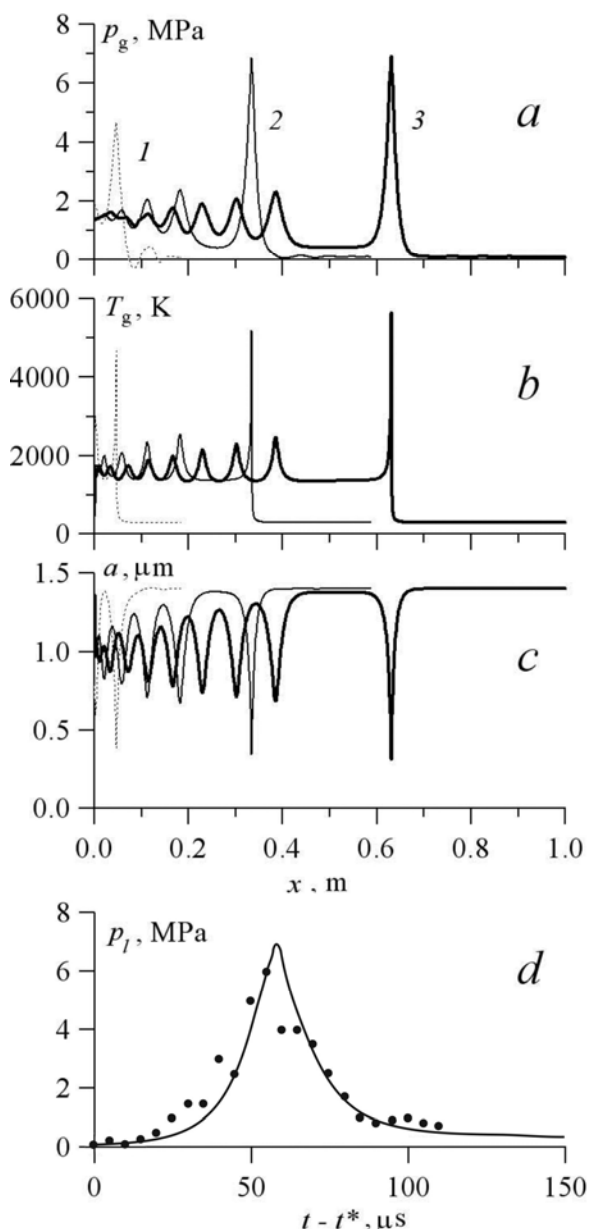 8 p_g, MPa
6
4
2
0
1 2 3 a
6000 T_g, K
4000
2000
0
b
1.5 a, μm
1.0
0.5
0.0
c
0.0 0.2 0.4 0.6 0.8 1.0
x, m
8 p_l, MPa
6
4
2
0
d
0 50 100 150
t - t*, μs